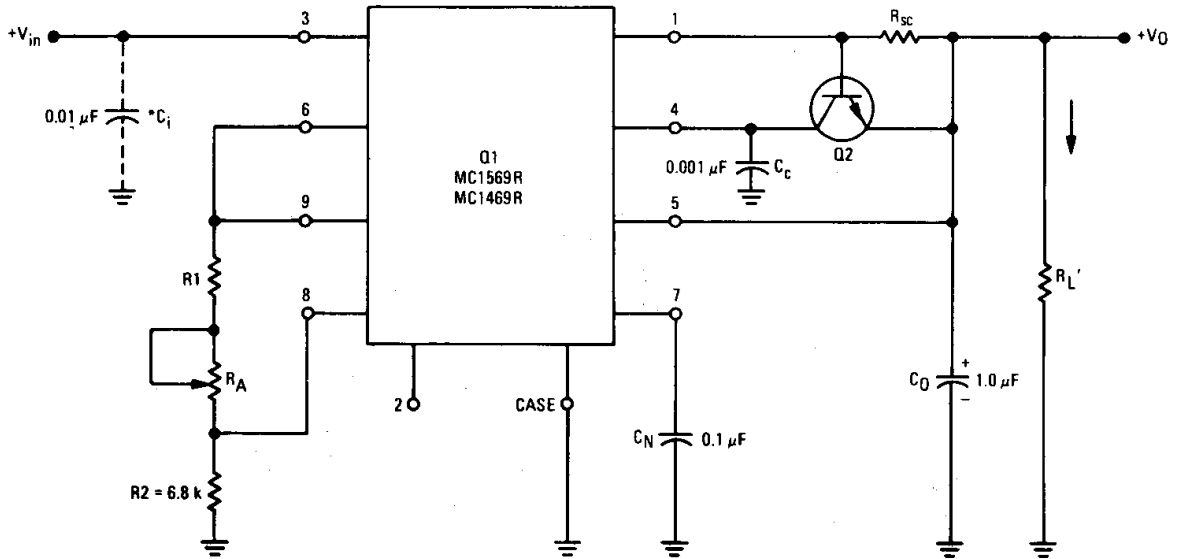 +Vin
3
1
RSC
+VO
0.01 μF
*Ci
6
4
Q2
Q1
MC1569R
MC1469R
0.001 μF
Cc
9
5
R1
RL'
8
7
RA
2
CASE
CN
0.1 μF
CO
+
1.0 μF
−
R2 = 6.8 k